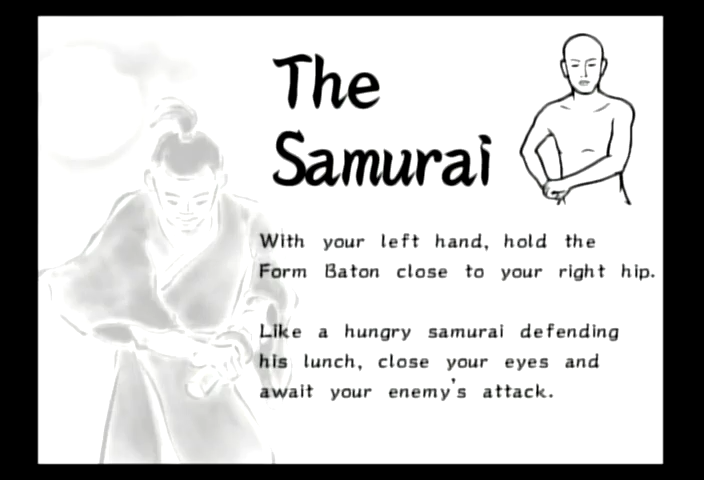 The
Samurai
With your left hand, hold the
Form Baton close to your right hip.
Like a hungry samurai defending
his lunch, close your eyes and
await your enemy's attack.